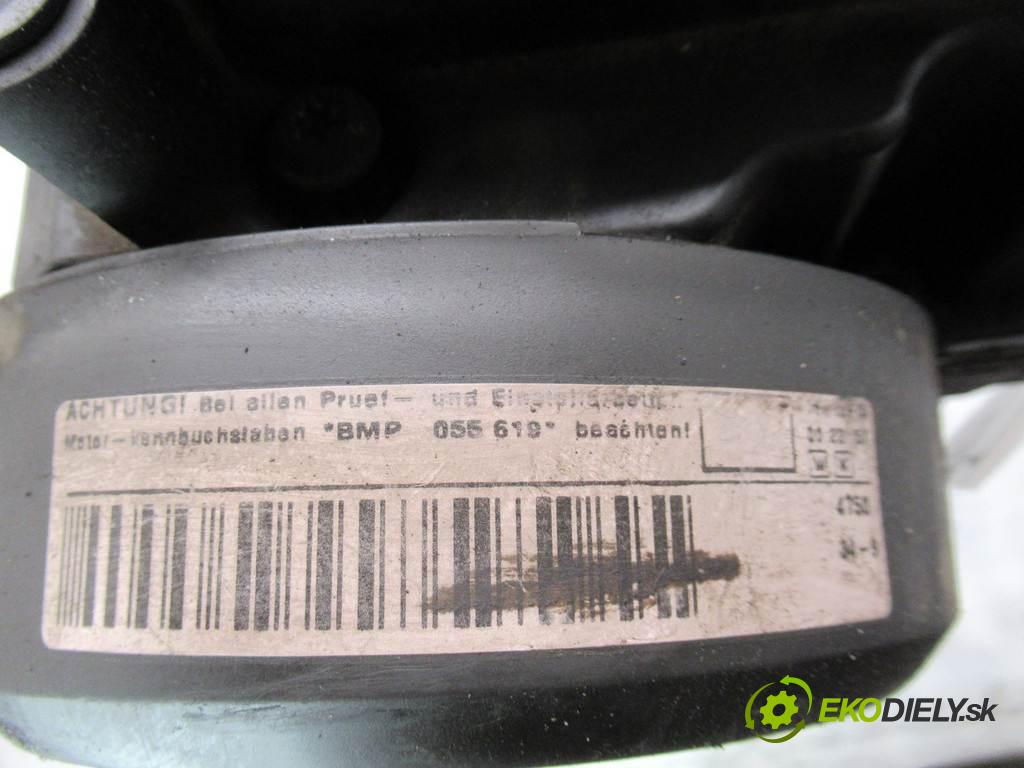 ACHTUNG! Bei allen Pruef- und
Motor-kennbuchstaben "BMP 055 619" beachten!
4750
EKODIELY.sk